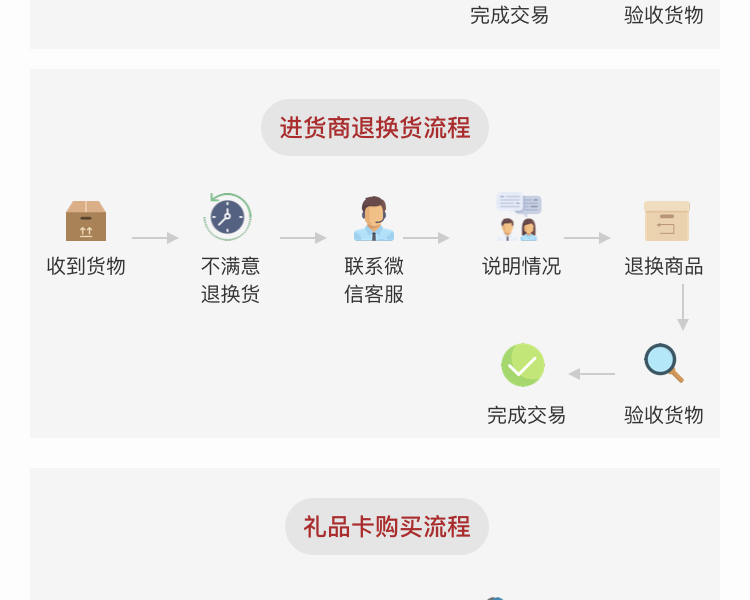 完成交易 验收货物
进货商退换货流程
收到货物 不满意 联系微 说明情况 退换商品
退换货 信客服
完成交易 验收货物
礼品卡购买流程